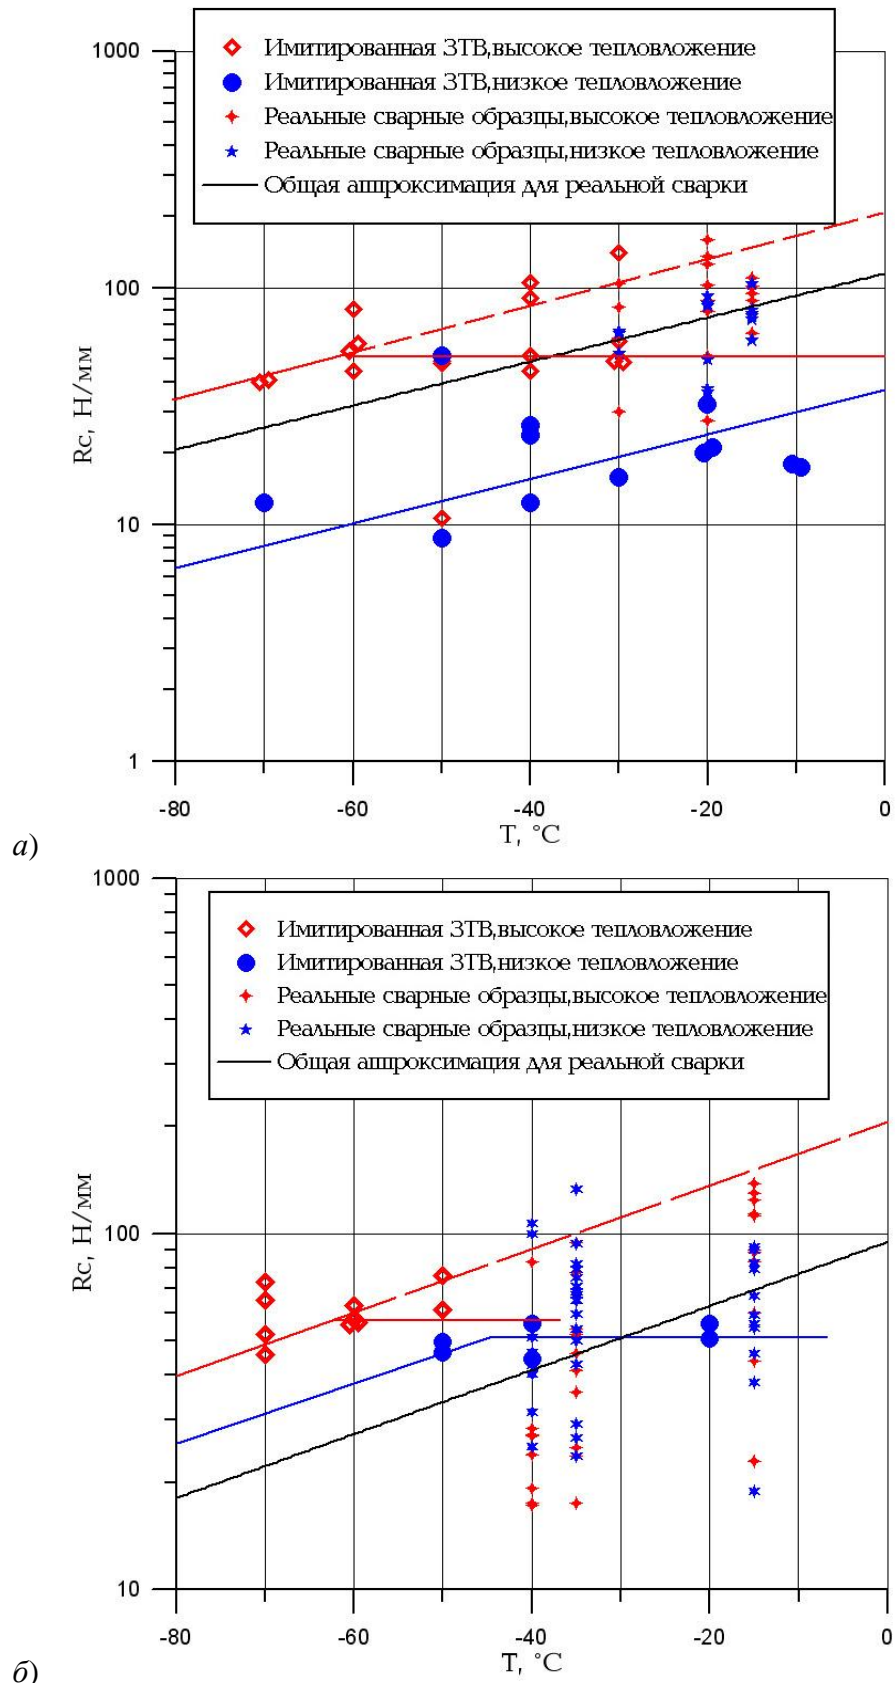 Имитированная ЗТВ,высокое тепловложение
Имитированная ЗТВ,низкое тепловложение
Реальные сварные образцы,высокое тепловложение
Реальные сварные образцы,низкое тепловложение
Общая аппроксимация для реальной сварки
1000
100
10
1
Rc, Н/мм
-80
-60
-40
-20
0
T, °C
а)
Имитированная ЗТВ,высокое тепловложение
Имитированная ЗТВ,низкое тепловложение
Реальные сварные образцы,высокое тепловложение
Реальные сварные образцы,низкое тепловложение
Общая аппроксимация для реальной сварки
1000
100
10
Rc, Н/мм
-80
-60
-40
-20
0
T, °C
б)